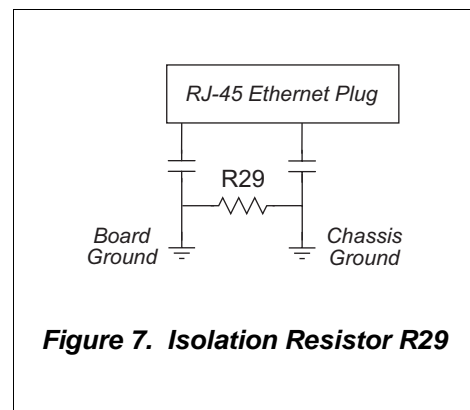 RJ-45 Ethernet Plug
R29
Board
Ground
Chassis
Ground
Figure 7. Isolation Resistor R29